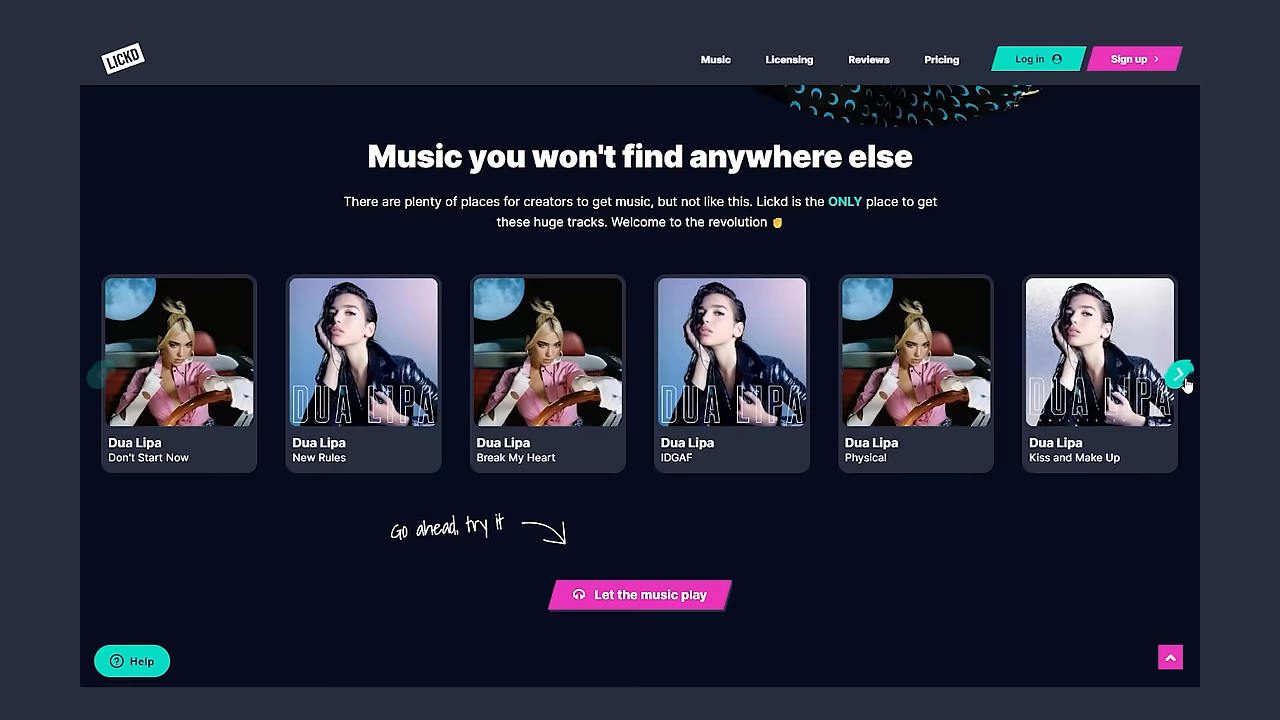 LICKD
Music Licensing Reviews Pricing Log in Sign up
Music you won't find anywhere else
There are plenty of places for creators to get music, but not like this. Lickd is the ONLY place to get
these huge tracks. Welcome to the revolution
DUA LIPA
DUA LIPA
DUA LIPA
Dua Lipa
Don't Start Now
Dua Lipa
New Rules
Dua Lipa
Break My Heart
Dua Lipa
IDGAF
Dua Lipa
Physical
Dua Lipa
Kiss and Make Up
Go ahead, try it
Let the music play
Help